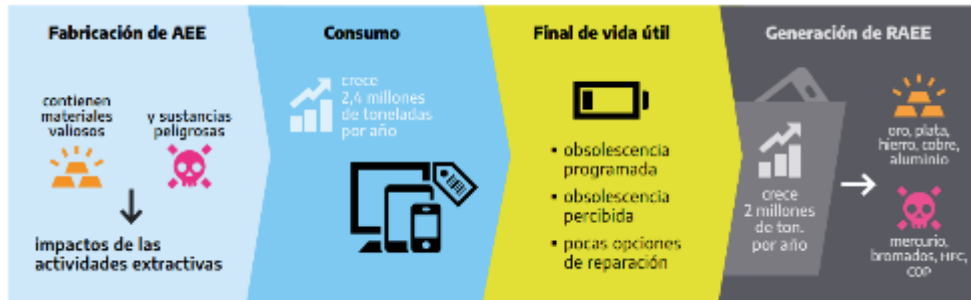 Fabricación de AEE
contienen
materiales
valiosos
y sustancias
peligrosas
impactos de las
actividades extractivas
Consumo
crece
2,4 millones
de toneladas
por año
Final de vida útil
▪ obsolescencia
programada
▪ obsolescencia
percibida
▪ pocas opciones
de reparación
Generación de RAEE
crece
2 millones
de ton.
por año
oro, plata,
hierro, cobre,
aluminio
mercurio,
bromados, HFC,
COP